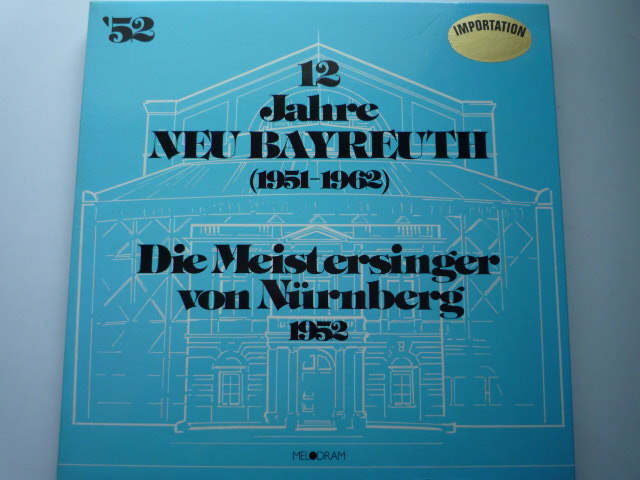 '52
IMPORTATION
12
Jahre
NEU BAYREUTH
(1951-1962)
Die Meistersinger
von Nürnberg
1952
MELODRAM